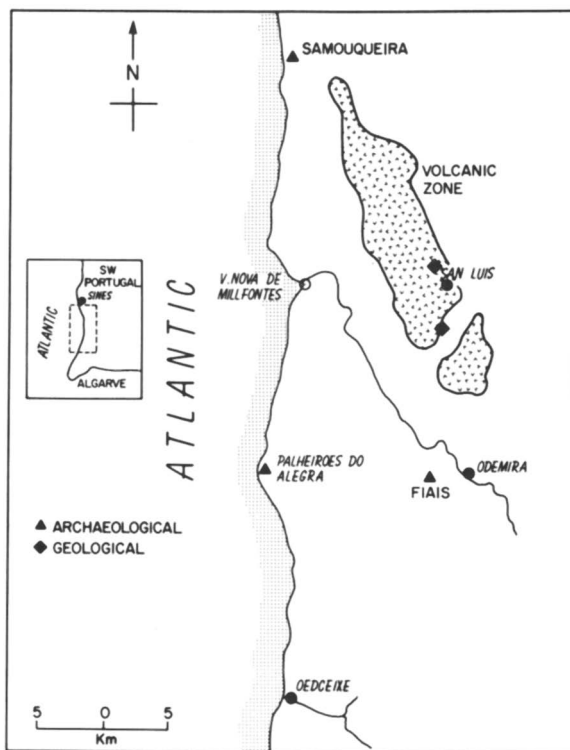 N
SAMOUQUEIRA
VOLCANIC
ZONE
SAN LUIS
V. NOVA DE
MILLFONTES
SW
PORTUGAL
SINES
ATLANTIC
ALGARVE
ATLANTIC
PALHEIROES DO
ALEGRA
ODEMIRA
FIAIS
ARCHAEOLOGICAL
GEOLOGICAL
OEDCEIXE
5 0 5
Km